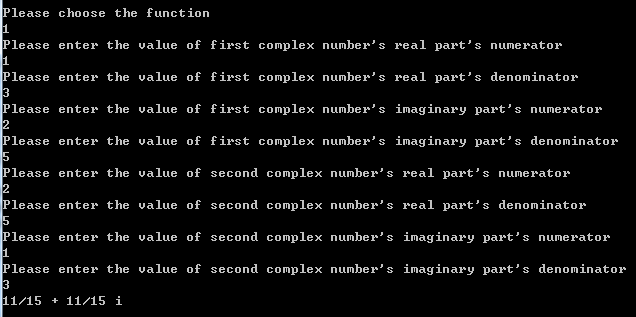 Please choose the function
1
Please enter the value of first complex number's real part's numerator
1
Please enter the value of first complex number's real part's denominator
3
Please enter the value of first complex number's imaginary part's numerator
2
Please enter the value of first complex number's imaginary part's denominator
5
Please enter the value of second complex number's real part's numerator
2
Please enter the value of second complex number's real part's denominator
5
Please enter the value of second complex number's imaginary part's numerator
1
Please enter the value of second complex number's imaginary part's denominator
3
11/15 + 11/15 i